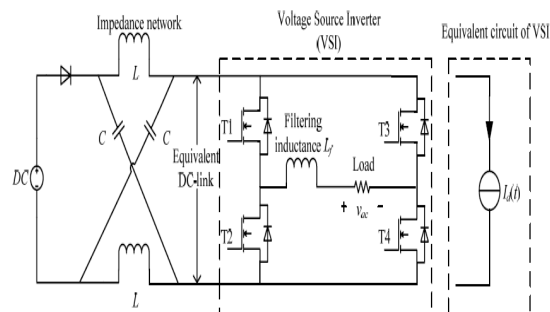 Impedance network
Voltage Source Inverter
(VSI)
Equivalent circuit of VSI
L
T1
Filtering
inductance Lf
T3
C
C
Equivalent
DC-link
Load
DC
+ vac -
Id(t)
T2
T4
L